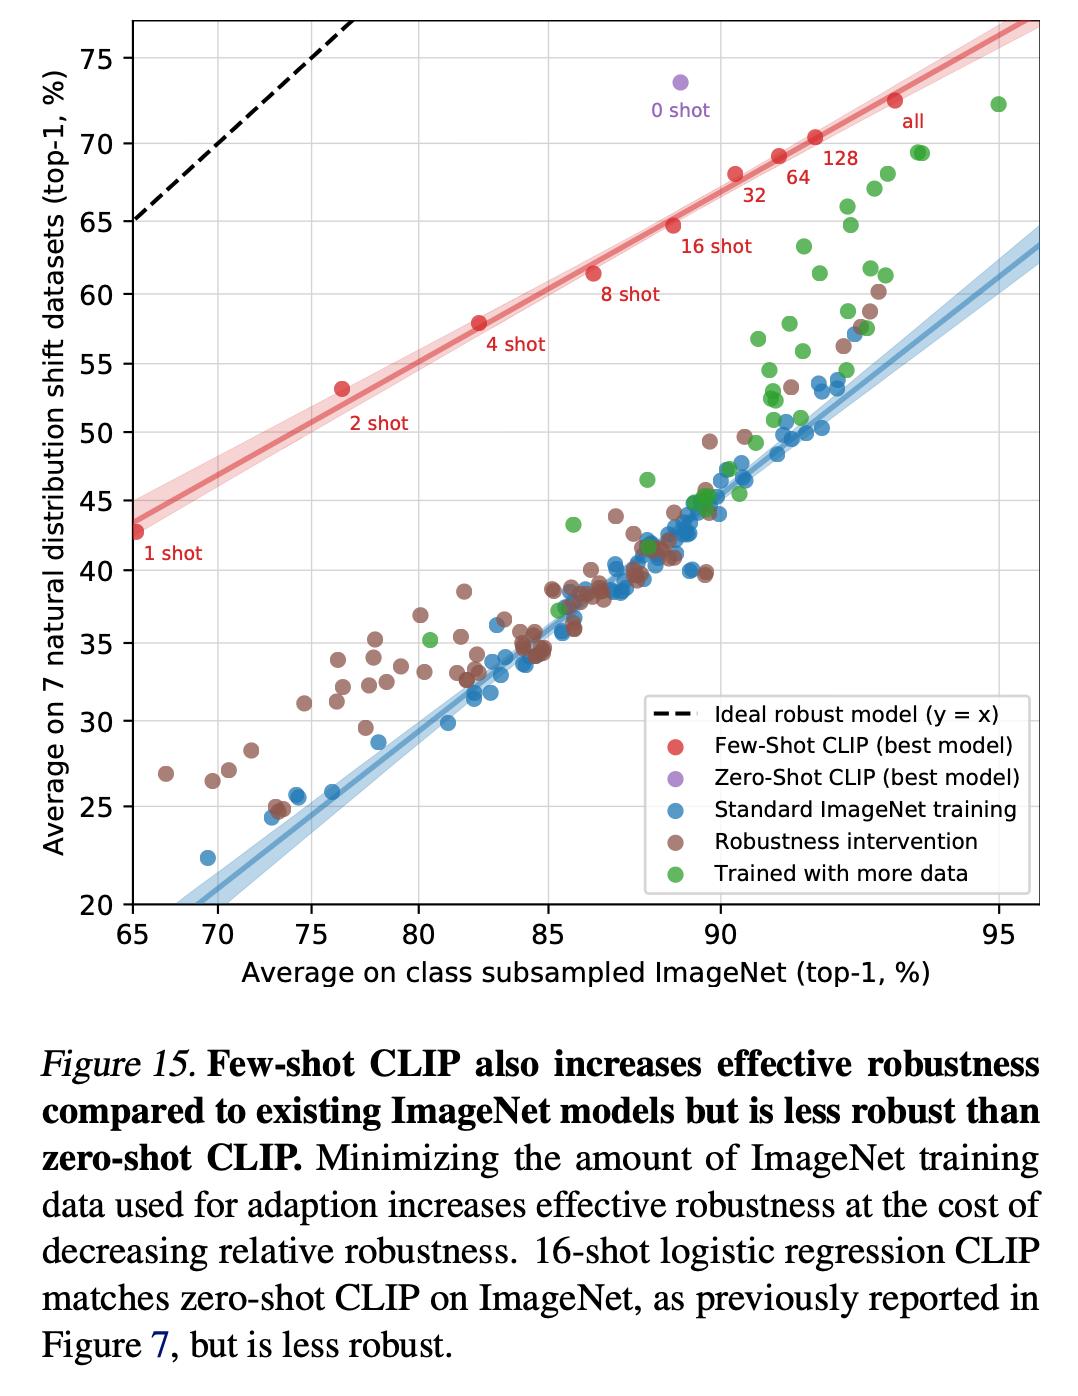 75
70
65
60
55
50
45
40
35
30
25
20
Average on 7 natural distribution shift datasets (top-1, %)
0 shot
all
128
64
32
16 shot
8 shot
4 shot
2 shot
1 shot
Ideal robust model (y = x)
Few-Shot CLIP (best model)
Zero-Shot CLIP (best model)
Standard ImageNet training
Robustness intervention
Trained with more data
65 70 75 80 85 90 95
Average on class subsampled ImageNet (top-1, %)
Figure 15. Few-shot CLIP also increases effective robustness
compared to existing ImageNet models but is less robust than
zero-shot CLIP. Minimizing the amount of ImageNet training
data used for adaption increases effective robustness at the cost of
decreasing relative robustness. 16-shot logistic regression CLIP
matches zero-shot CLIP on ImageNet, as previously reported in
Figure 7, but is less robust.